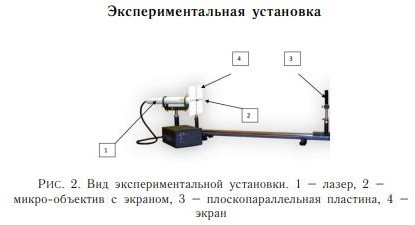 Экспериментальная установка
4
3
2
1
Рис. 2. Вид экспериментальной установки. 1 — лазер, 2 —
микро-объектив с экраном, 3 — плоскопараллельная пластина, 4 —
экран